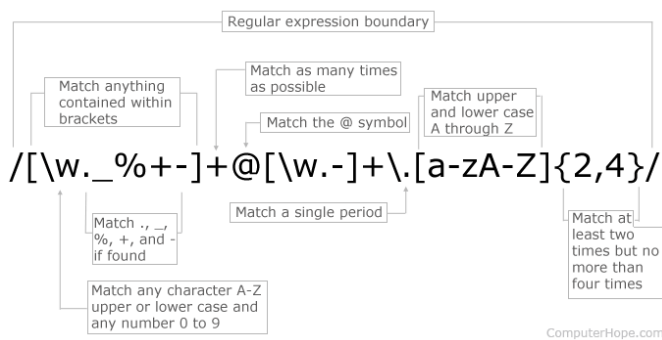 Regular expression boundary
Match anything
contained within
brackets
Match as many times
as possible
Match the @ symbol
Match upper
and lower case
A through Z
/[\w._%+-]+@[\w.-]+\.[a-zA-Z]{2,4}/
Match ., _,
%, +, and -
if found
Match a single period
Match at
least two
times but no
more than
four times
Match any character A-Z
upper or lower case and
any number 0 to 9
ComputerHope.com